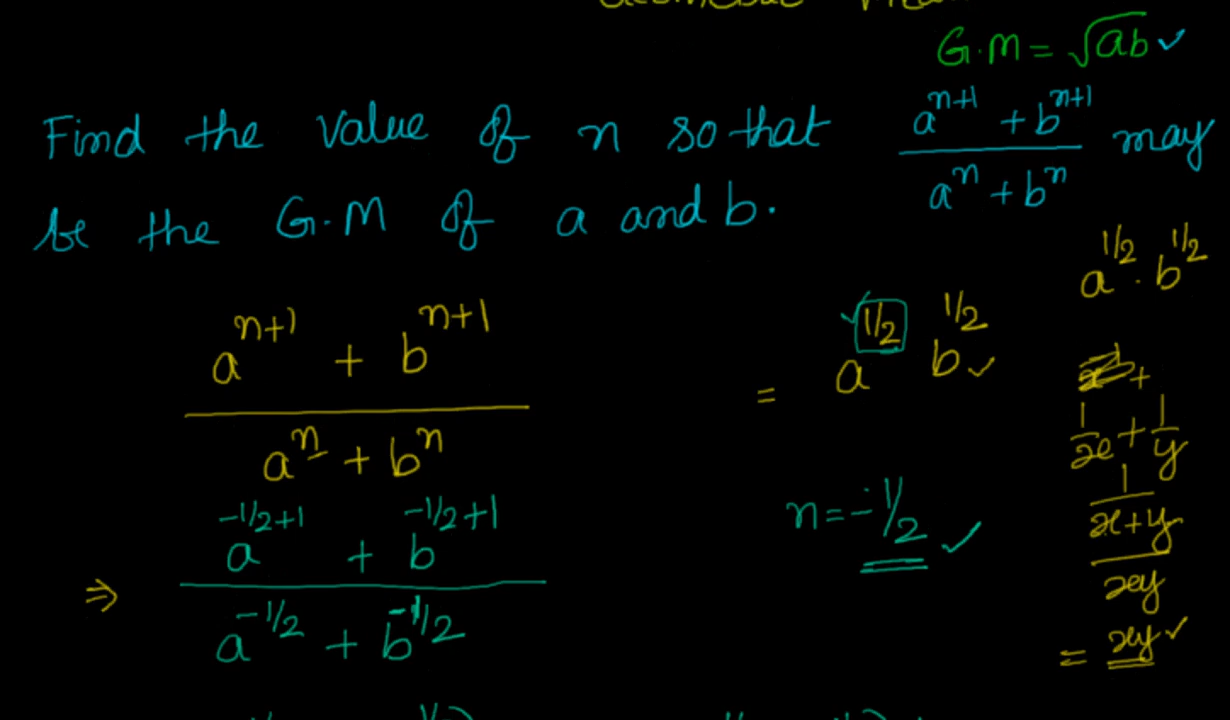 G.M = √ab ✓
Find the value of n so that (a^(n+1) + b^(n+1))/(a^n + b^n) may
be the G.M of a and b.
a^(1/2) . b^(1/2)
(a^(n+1) + b^(n+1))/(a^n + b^n) = a^(1/2) b^(1/2) ✓
n = -1/2 ✓
⇒ (a^(-1/2+1) + b^(-1/2+1))/(a^(-1/2) + b^(-1/2))
+
1/x + 1/y
1/((x+y)/xy)
= xy ✓